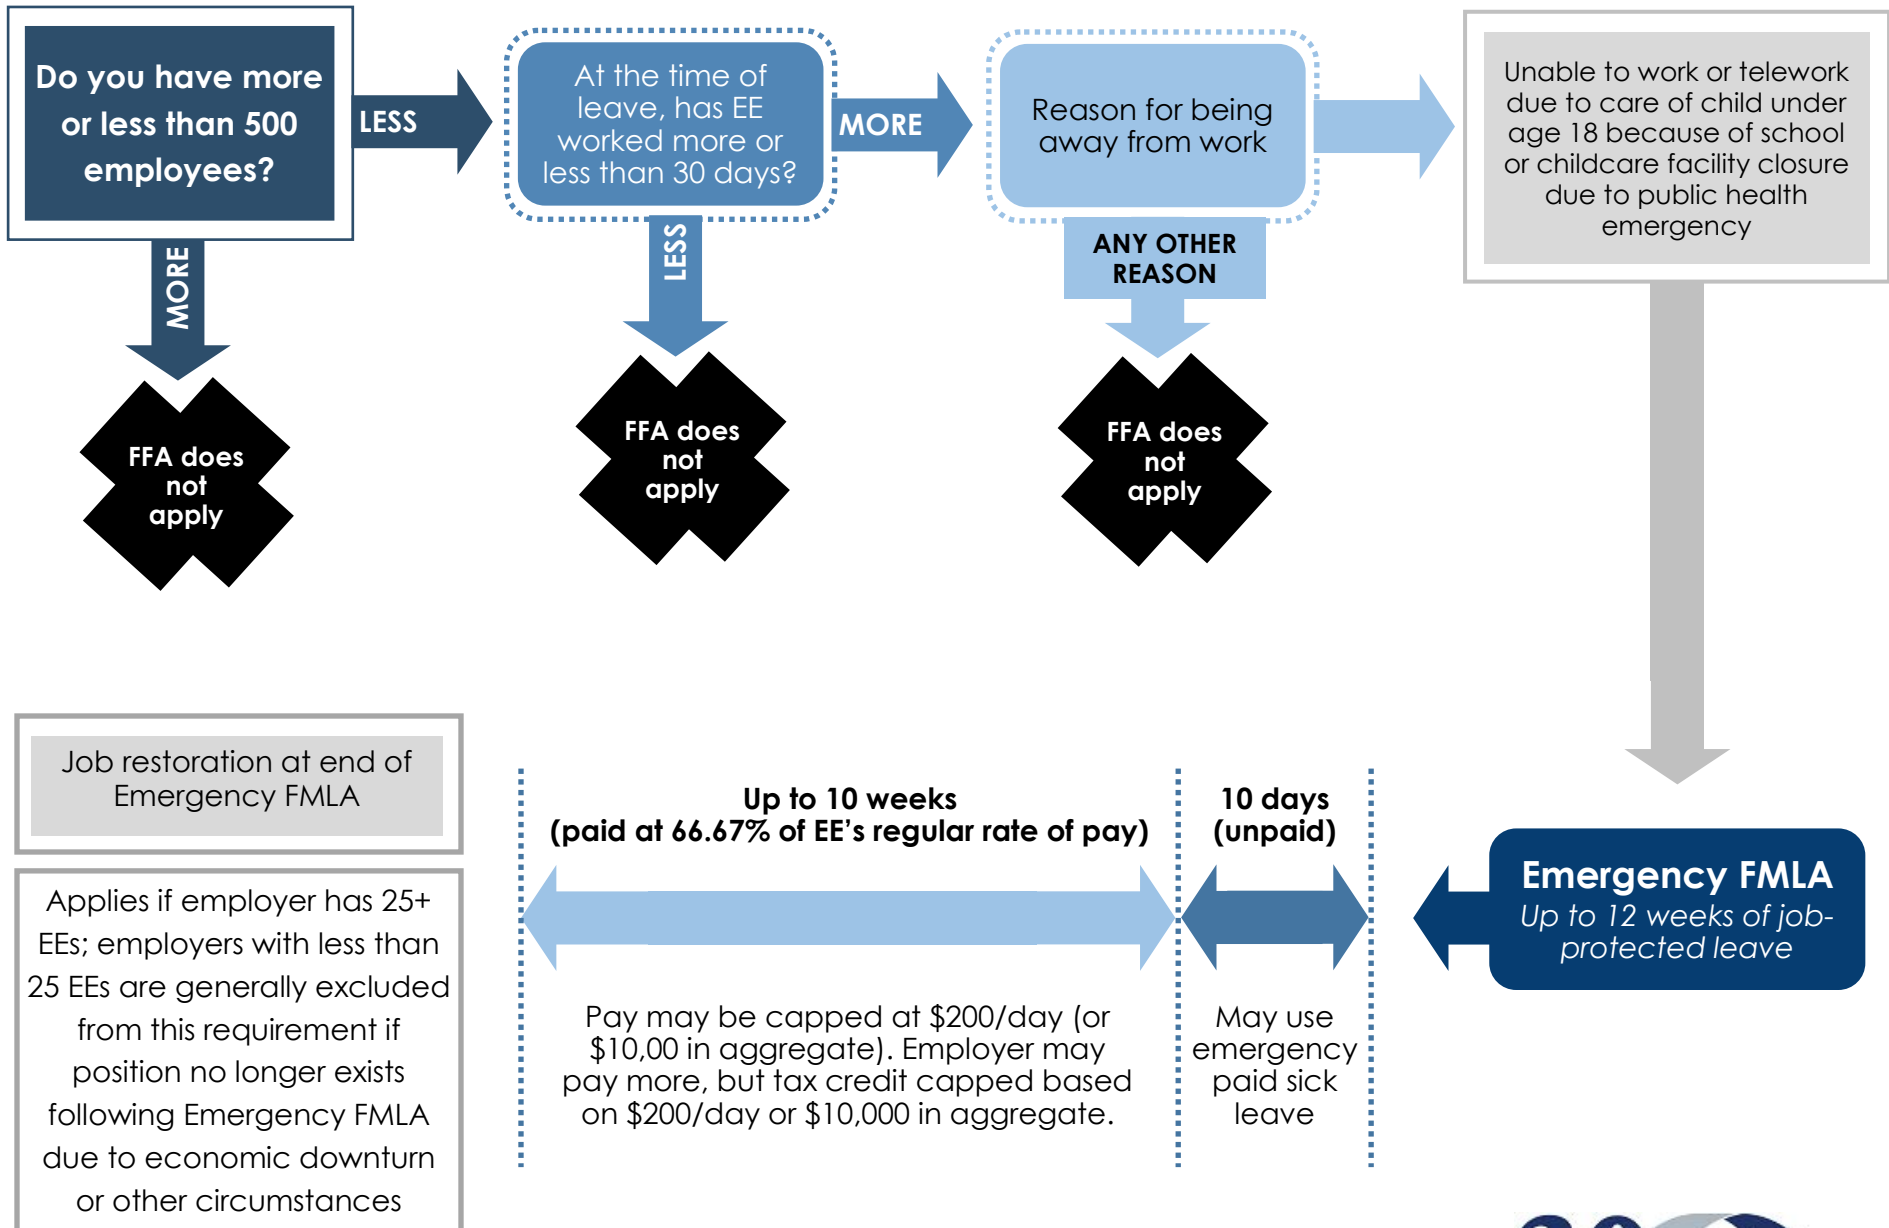 Do you have more
or less than 500
employees?
LESS
MORE
FFA does
not
apply
At the time of
leave, has EE
worked more or
less than 30 days?
MORE
LESS
FFA does
not
apply
Reason for being
away from work
ANY OTHER
REASON
FFA does
not
apply
Unable to work or telework
due to care of child under
age 18 because of school
or childcare facility closure
due to public health
emergency
Emergency FMLA
Up to 12 weeks of job-
protected leave
10 days
(unpaid)
May use
emergency
paid sick
leave
Up to 10 weeks
(paid at 66.67% of EE’s regular rate of pay)
Pay may be capped at $200/day (or
$10,00 in aggregate). Employer may
pay more, but tax credit capped based
on $200/day or $10,000 in aggregate.
Job restoration at end of
Emergency FMLA
Applies if employer has 25+
EEs; employers with less than
25 EEs are generally excluded
from this requirement if
position no longer exists
following Emergency FMLA
due to economic downturn
or other circumstances